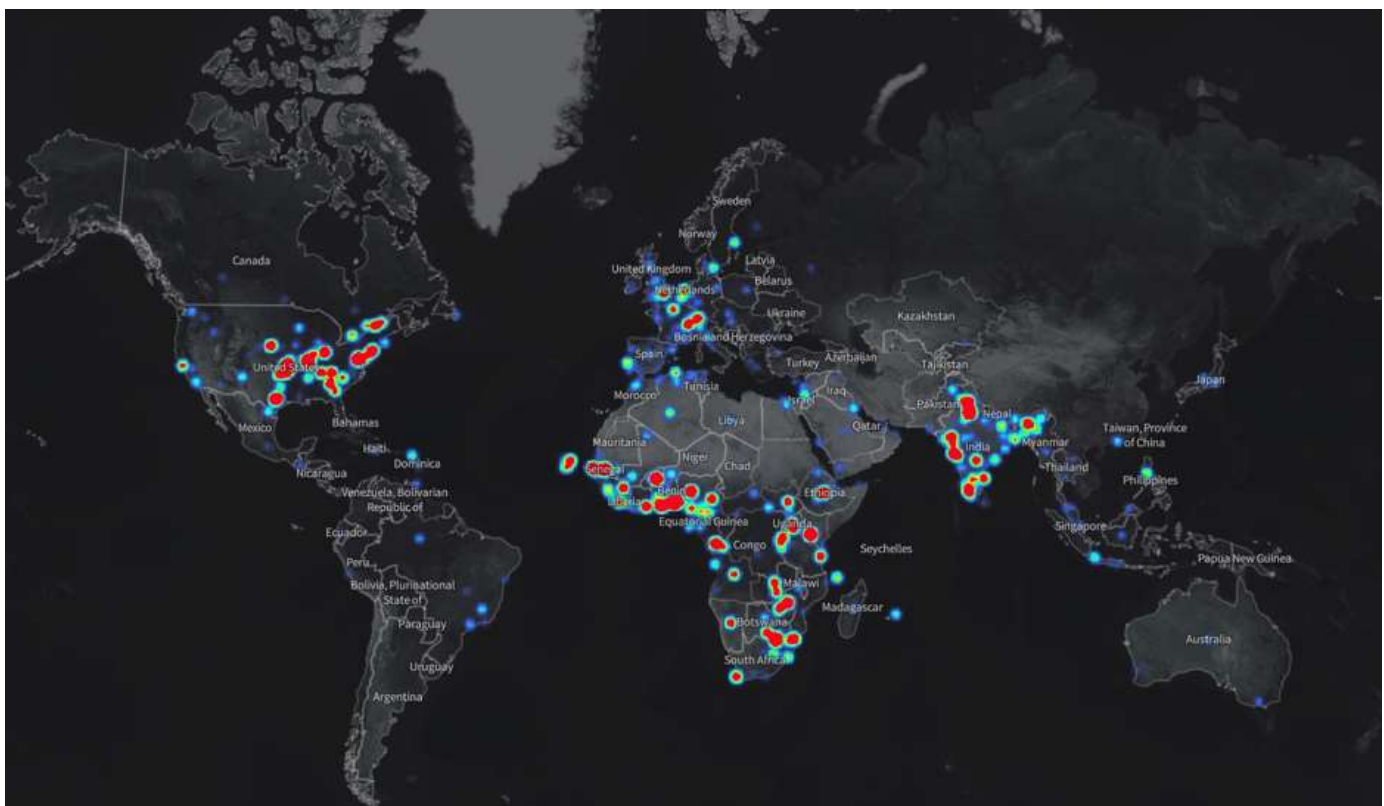 Sweden
Norway
Canada
United Kingdom
Latvia
Netherlands
Belarus
Ukraine
Kazakhstan
Bosnia and Herzegovina
Spain
United States
Turkey
Azerbaijan
Tajikistan
Japan
Tunisia
Morocco
Israel
Iraq
Pakistan
Nepal
Mexico
Bahamas
Libya
Qatar
Taiwan, Province
of China
Mauritania
India
Myanmar
Haiti
Dominica
Niger
Chad
Senegal
Thailand
Nicaragua
Philippines
Venezuela, Bolivarian
Republic of
Benin
Ethiopia
Liberia
Equatorial Guinea
Uganda
Singapore
Ecuador
Congo
Seychelles
Papua New Guinea
Peru
Bolivia, Plurinational
State of
Malawi
Madagascar
Paraguay
Botswana
Australia
Uruguay
South Africa
Argentina